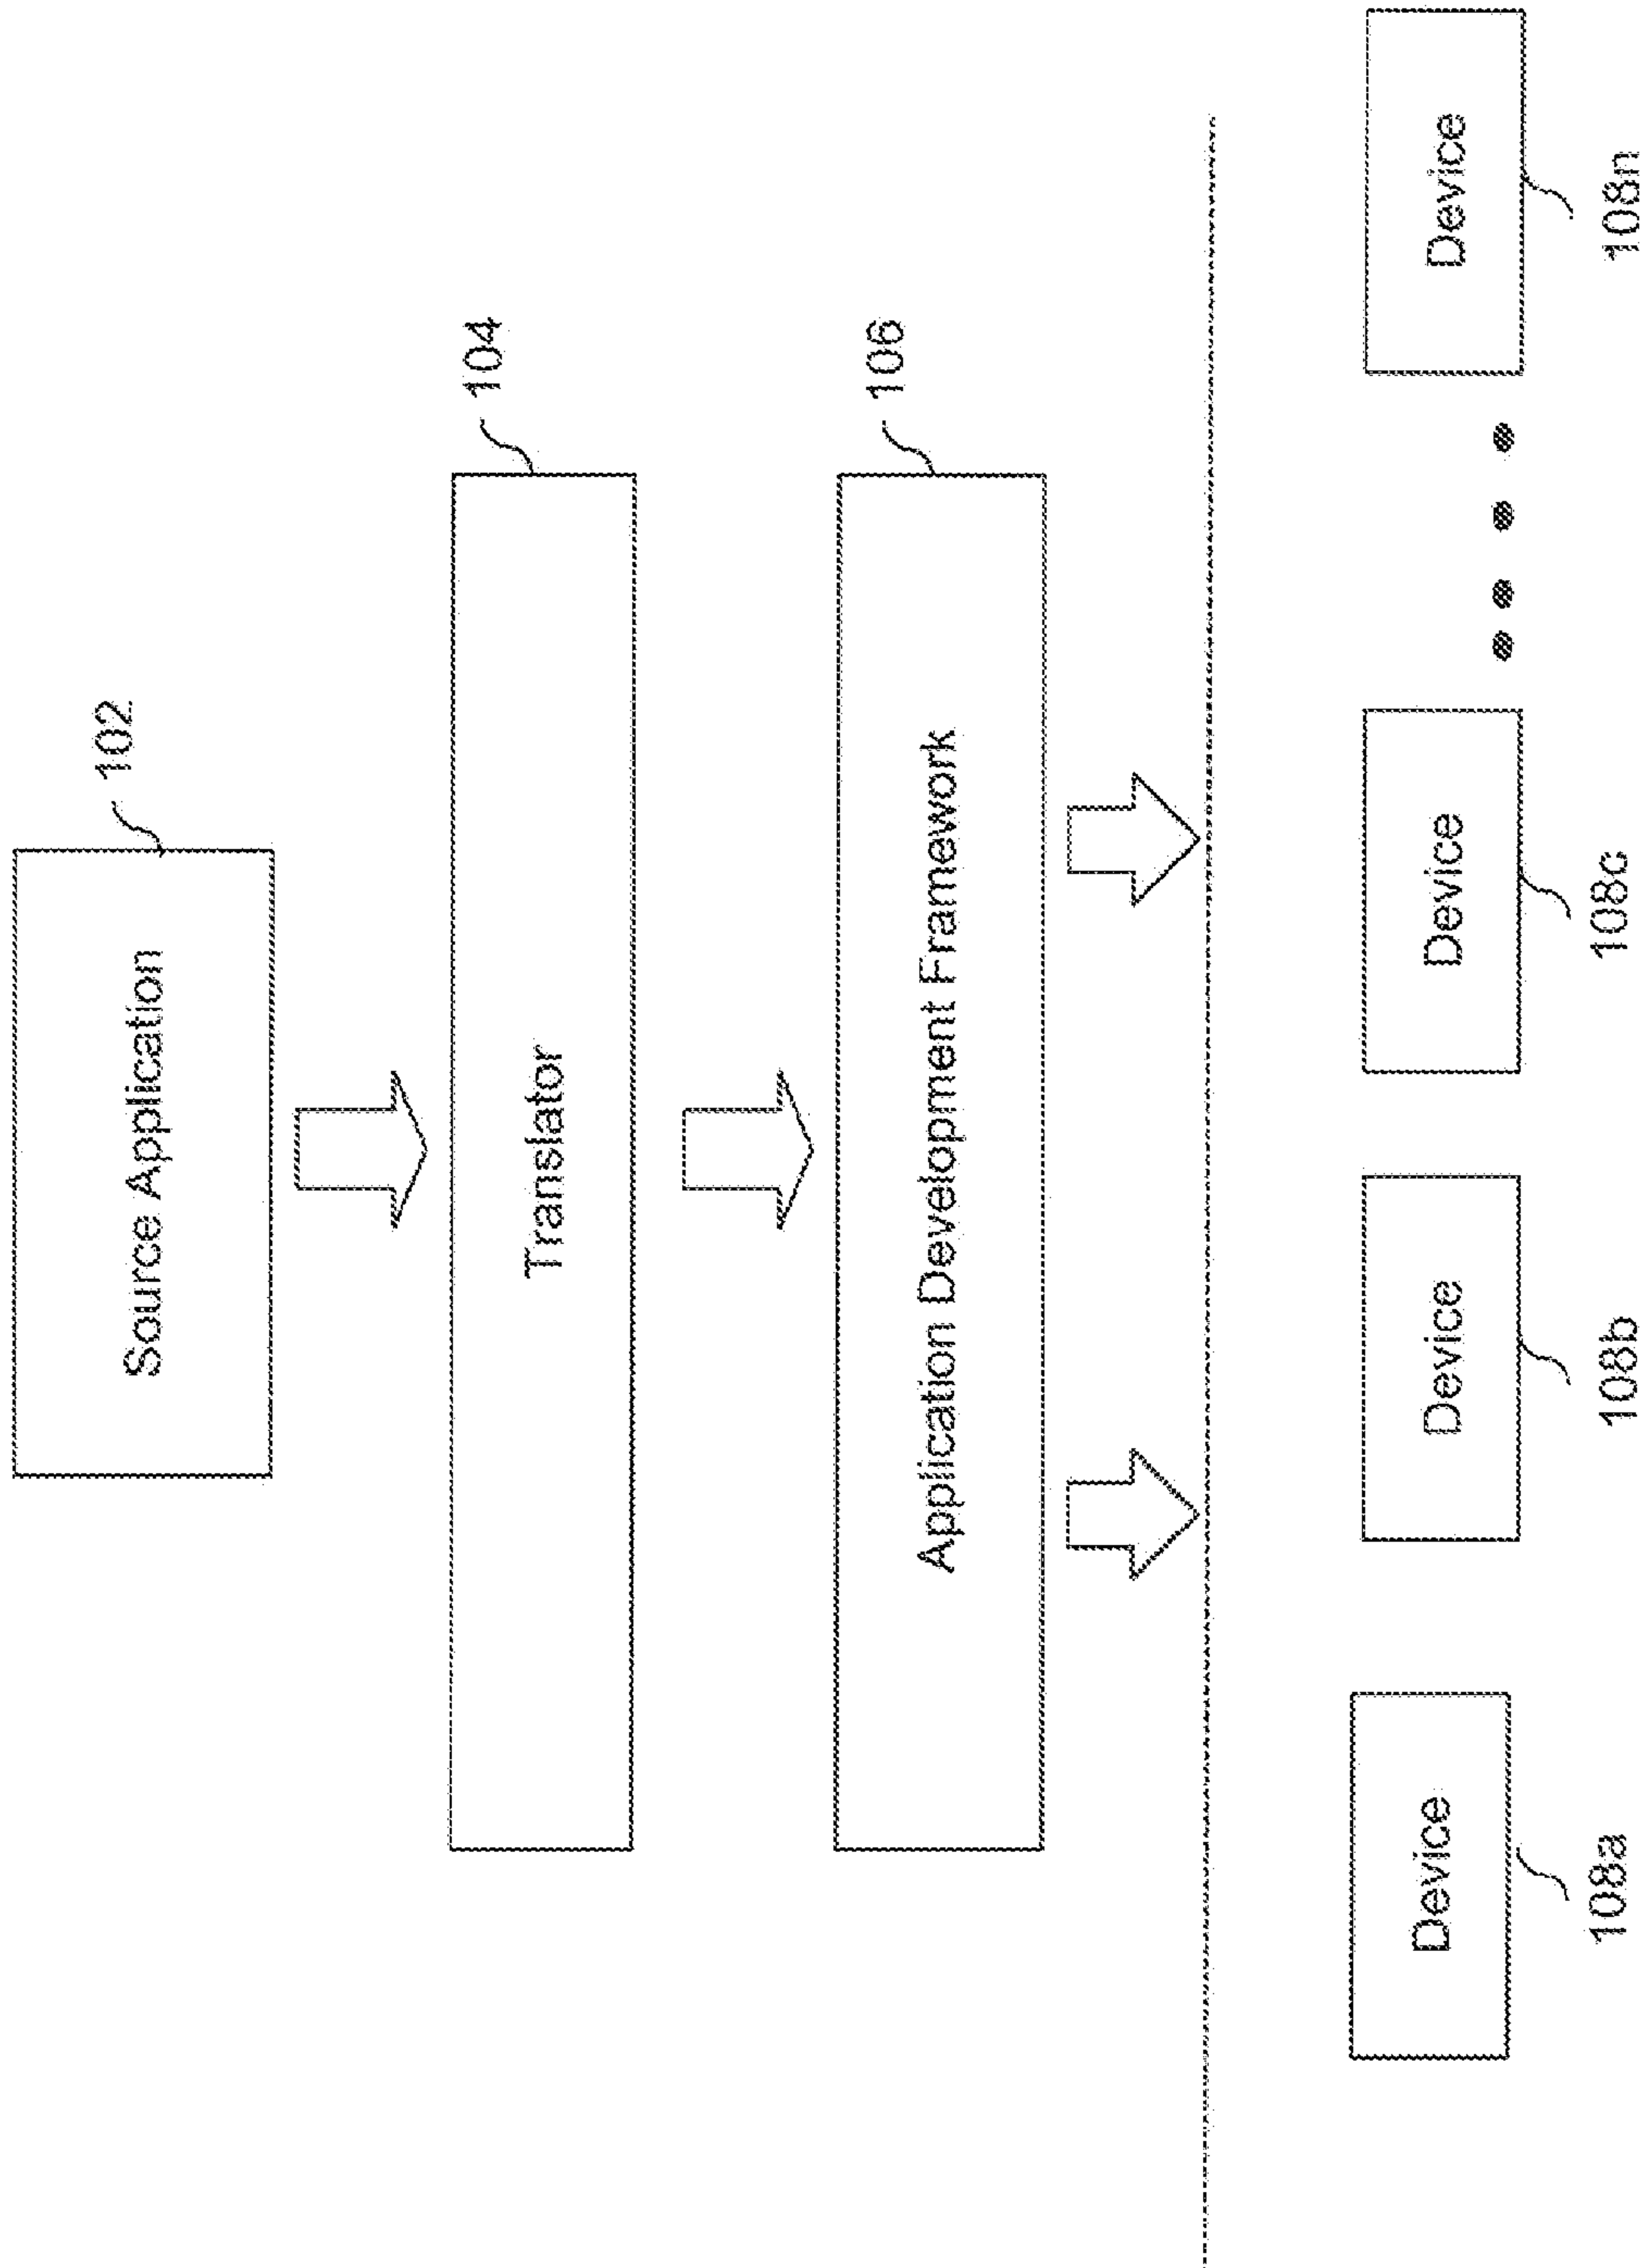 Source Application
102
Translator
104
Application Development Framework
106
Device
Device
Device
Device
108a
108b
108c
108n